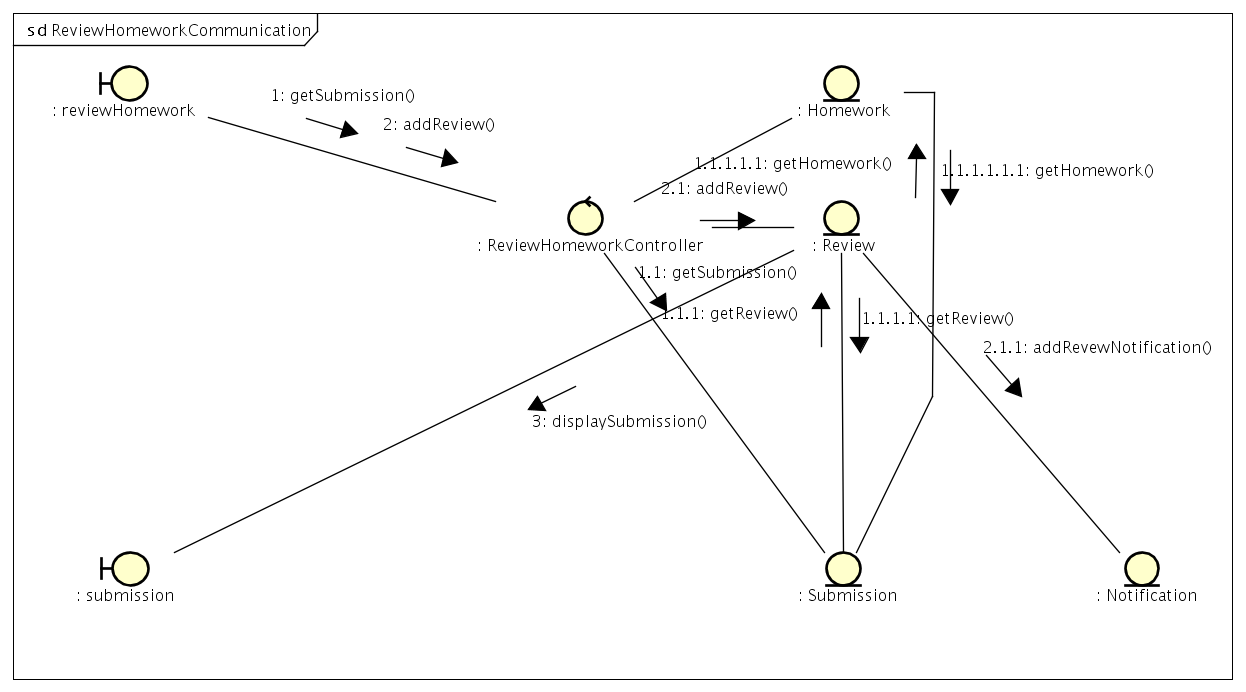 sd ReviewHomeworkCommunication
: reviewHomework
1: getSubmission()
2: addReview()
: Homework
1.1.1.1.1: getHomework()
1.1.1.1.1.1: getHomework()
2.1: addReview()
: ReviewHomeworkController
: Review
1.1: getSubmission()
1.1.1: getReview()
1.1.1.1: getReview()
2.1.1: addRevewNotification()
3: displaySubmission()
: submission
: Submission
: Notification